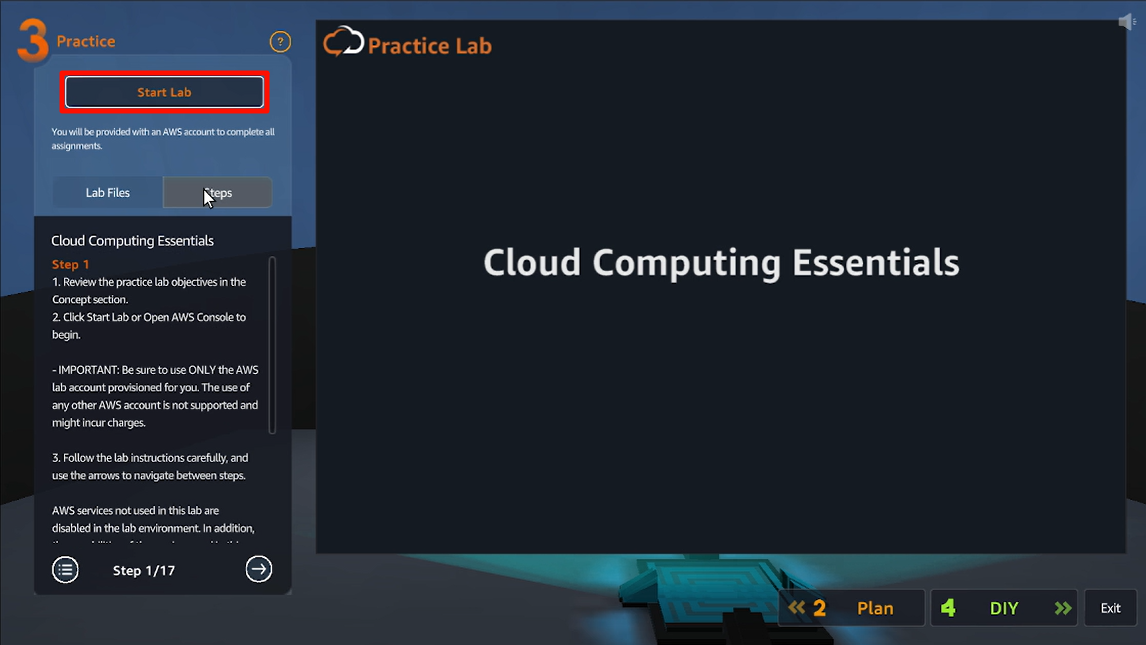 3 Practice
?
Start Lab
You will be provided with an AWS account to complete all
assignments.
Lab Files
Steps
Cloud Computing Essentials
Step 1
1. Review the practice lab objectives in the
Concept section.
2. Click Start Lab or Open AWS Console to
begin.
- IMPORTANT: Be sure to use ONLY the AWS
lab account provisioned for you. The use of
any other AWS account is not supported and
might incur charges.
3. Follow the lab instructions carefully, and
use the arrows to navigate between steps.
AWS services not used in this lab are
disabled in the lab environment. In addition,
Step 1/17
Practice Lab
Cloud Computing Essentials
2 Plan
4 DIY
Exit